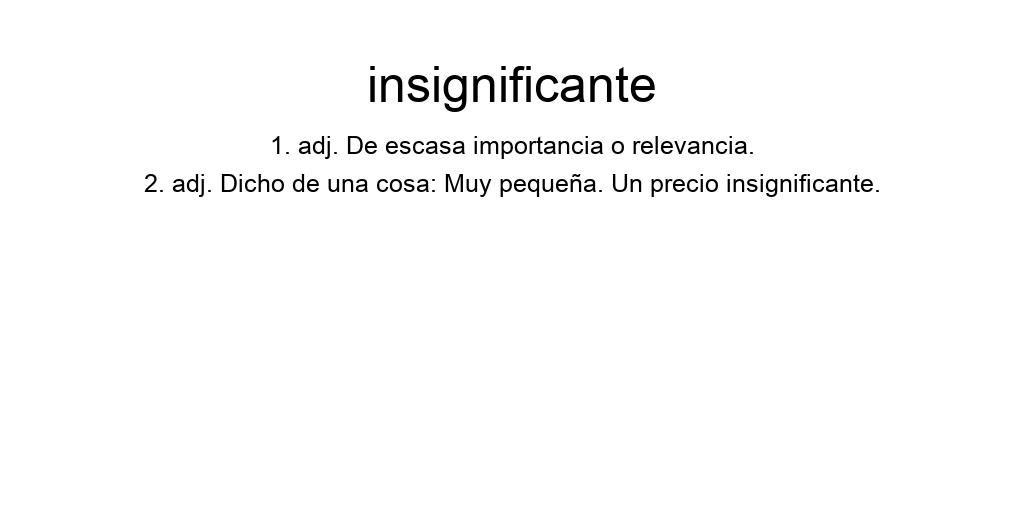 insignificante
1. adj. De escasa importancia o relevancia.
2. adj. Dicho de una cosa: Muy pequeña. Un precio insignificante.